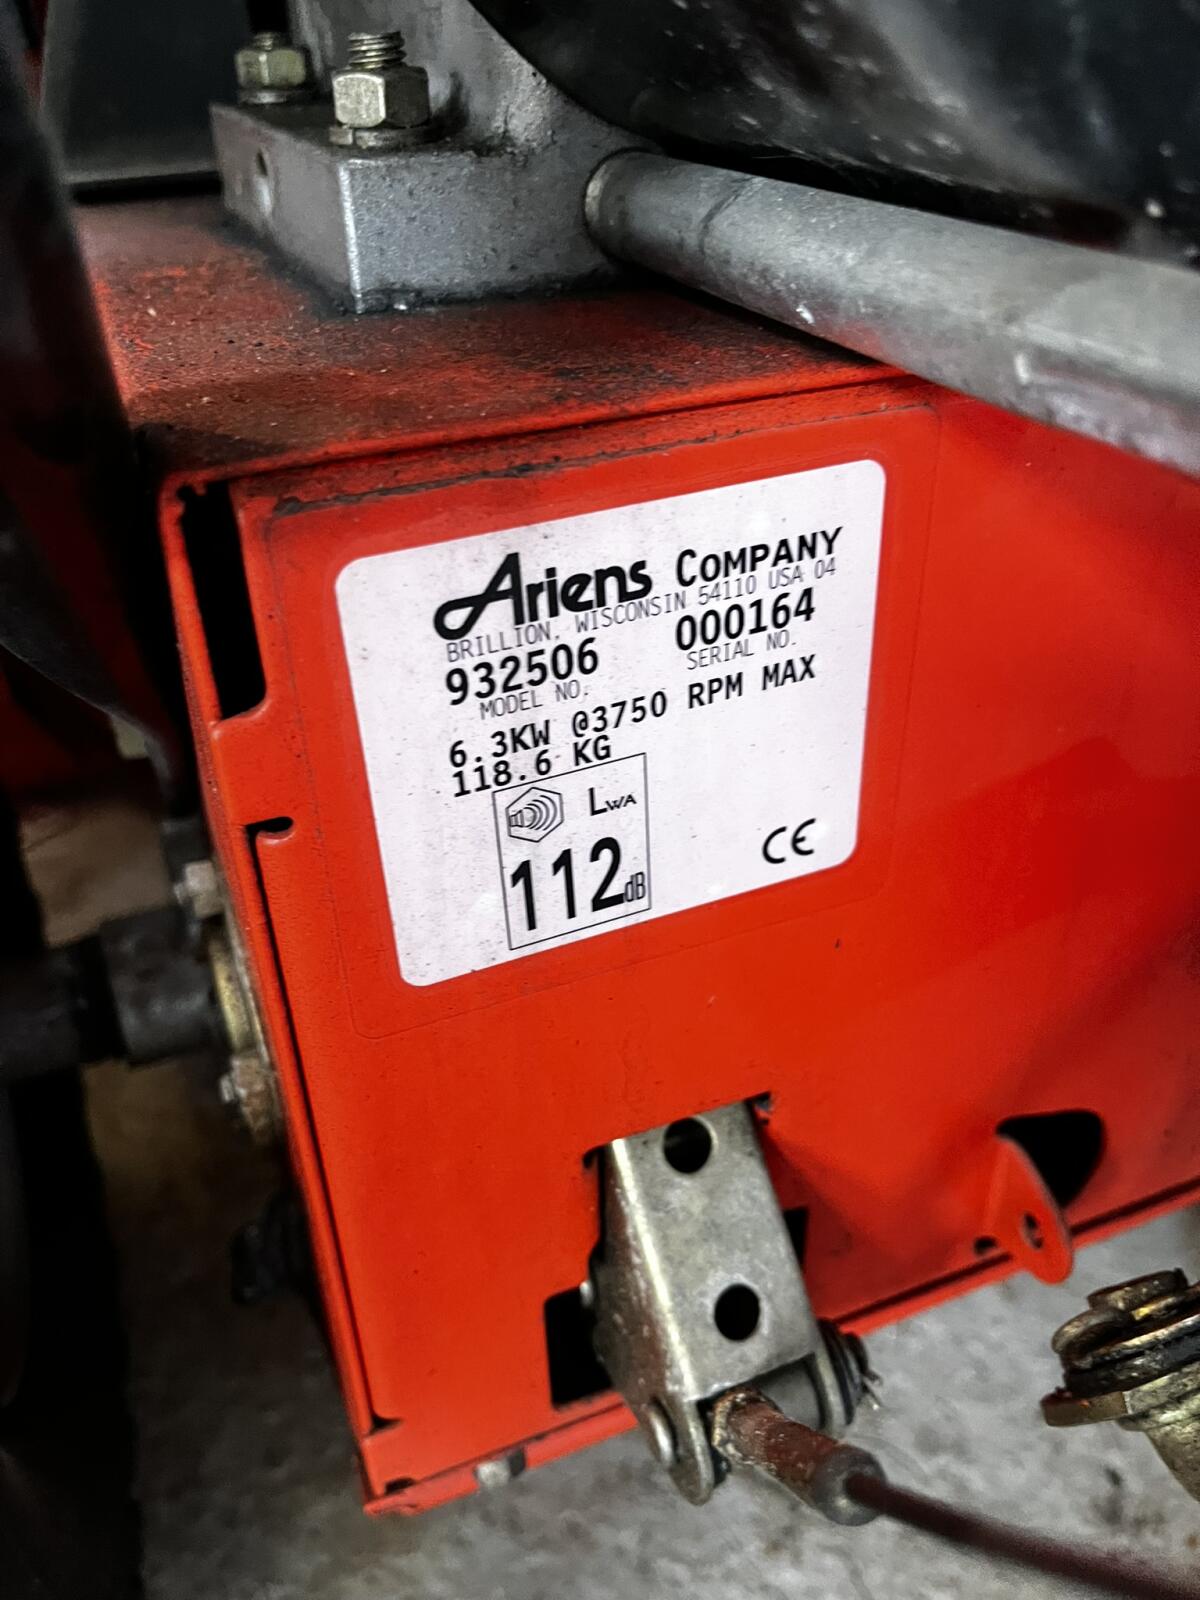 Ariens COMPANY
BRILLION, WISCONSIN 54110 USA 04
932506 000164
MODEL NO. SERIAL NO.
6.3KW @3750 RPM MAX
118.6 KG
LWA
112dB
CE